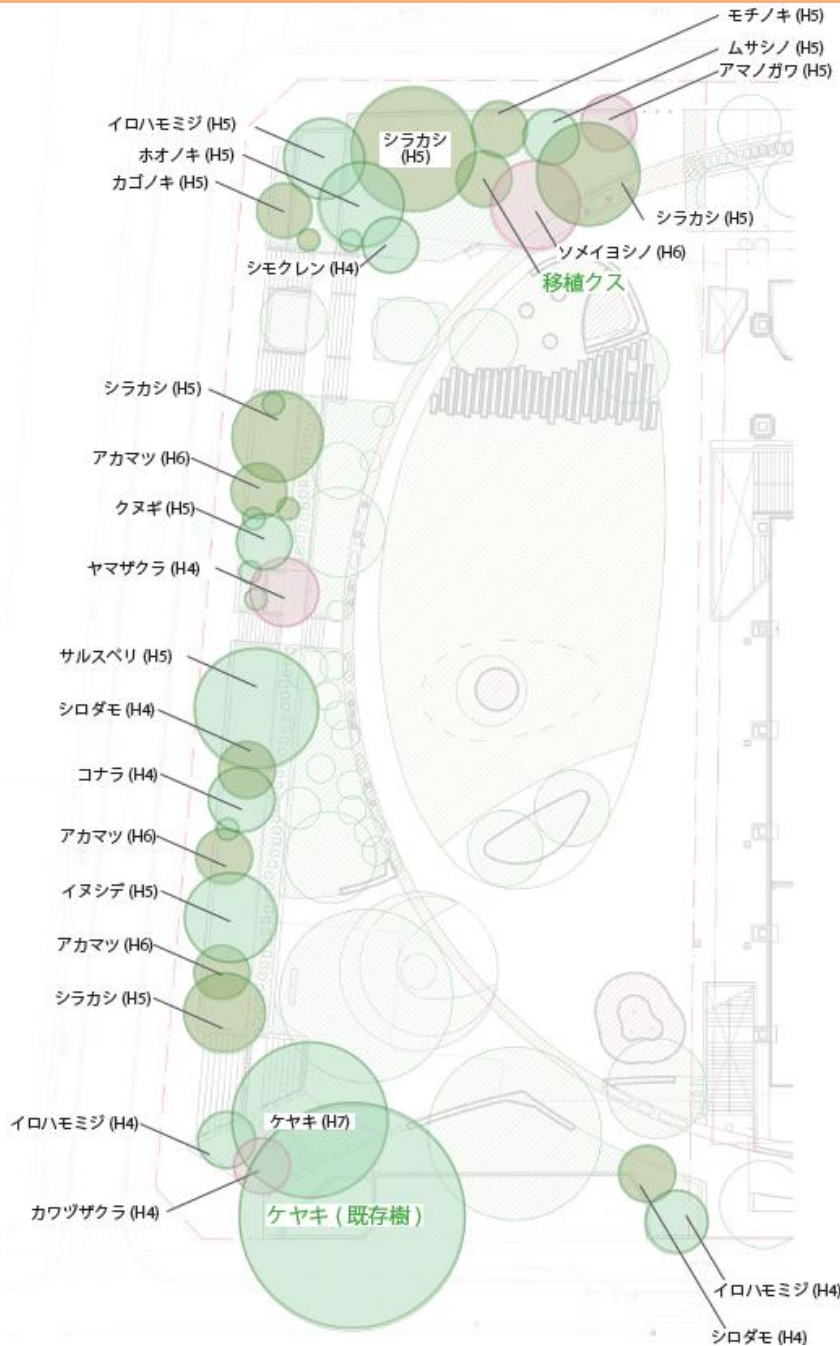 モチノキ (H5)
ムサシノ (H5)
アマノガワ (H5)
イロハモミジ (H5)
シラカシ
(H5)
ホオノキ (H5)
カゴノキ (H5)
シラカシ (H5)
ソメイヨシノ (H6)
シモクレン (H4)
移植クス
シラカシ (H5)
アカマツ (H6)
クヌギ (H5)
ヤマザクラ (H4)
サルスベリ (H5)
シロダモ (H4)
コナラ (H4)
アカマツ (H6)
イヌシデ (H5)
アカマツ (H6)
シラカシ (H5)
イロハモミジ (H4)
ケヤキ (H7)
カワヅザクラ (H4)
ケヤキ ( 既存樹 )
イロハモミジ (H4)
シロダモ (H4)